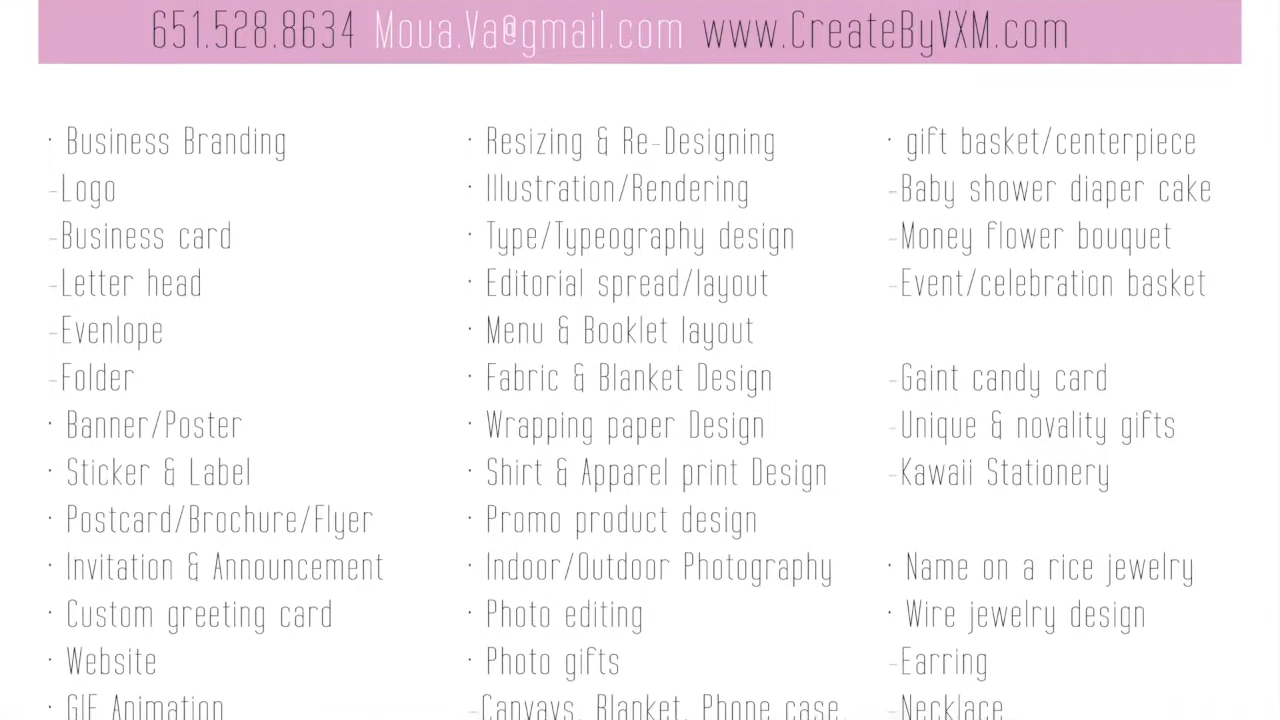 651.528.8634 Moua.Va@gmail.com www.CreateByVXM.com
· Business Branding
-Logo
-Business card
-Letter head
-Evenlope
-Folder
· Banner/Poster
· Sticker & Label
· Postcard/Brochure/Flyer
· Invitation & Announcement
· Custom greeting card
· Website
· GIF Animation
· Resizing & Re-Designing
· Illustration/Rendering
· Type/Typeography design
· Editorial spread/layout
· Menu & Booklet layout
· Fabric & Blanket Design
· Wrapping paper Design
· Shirt & Apparel print Design
· Promo product design
· Indoor/Outdoor Photography
· Photo editing
· Photo gifts
-Canvays, Blanket, Phone case,
· gift basket/centerpiece
-Baby shower diaper cake
-Money flower bouquet
-Event/celebration basket
-Gaint candy card
-Unique & novality gifts
-Kawaii Stationery
· Name on a rice jewelry
· Wire jewelry design
-Earring
-Necklace